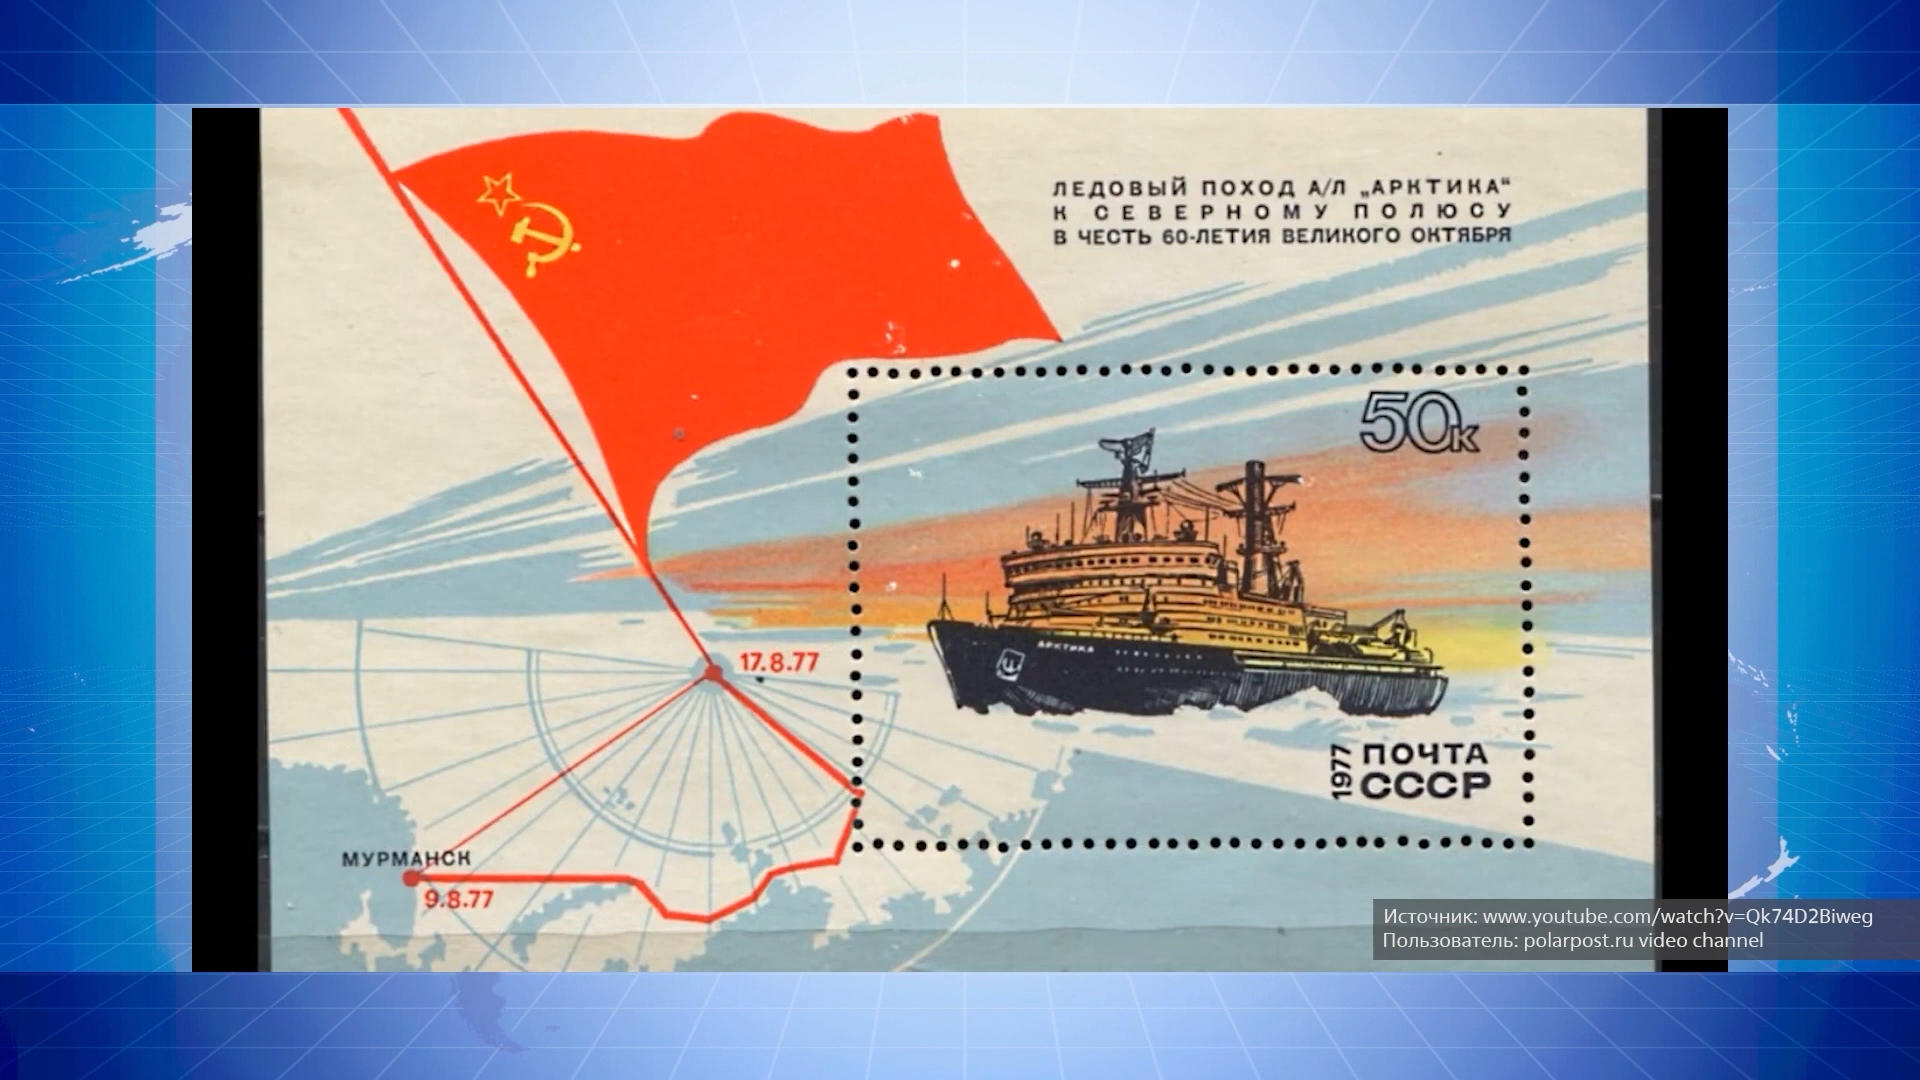 ЛЕДОВЫЙ ПОХОД А/Л „АРКТИКА“
К СЕВЕРНОМУ ПОЛЮСУ
В ЧЕСТЬ 60-ЛЕТИЯ ВЕЛИКОГО ОКТЯБРЯ
50к
АРКТИКА
17.8.77
1977
ПОЧТА
СССР
МУРМАНСК
9.8.77
Источник: www.youtube.com/watch?v=Qk74D2Biweg
Пользователь: polarpost.ru video channel